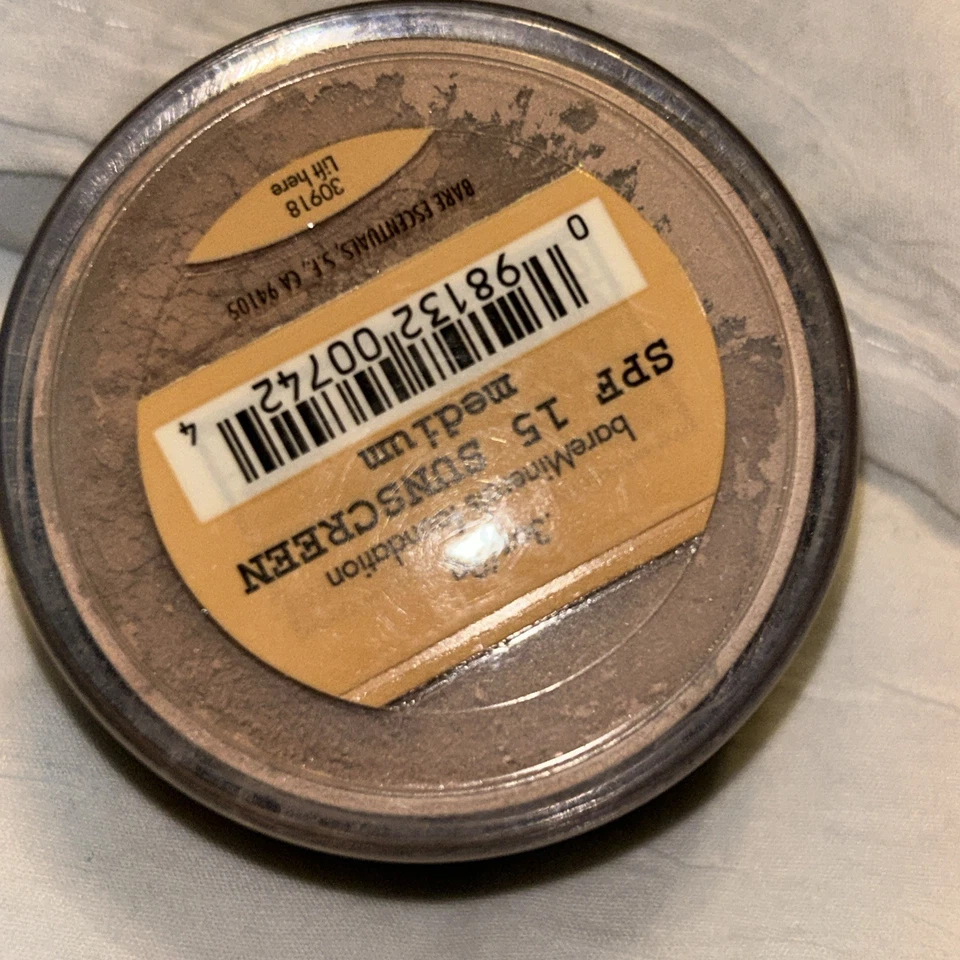 bareMinerals foundation
SPF 15 SUNSCREEN
medium
0 98132 00742 4
BARE ESCENTUALS, S.F., CA 94105
30918
Lift here